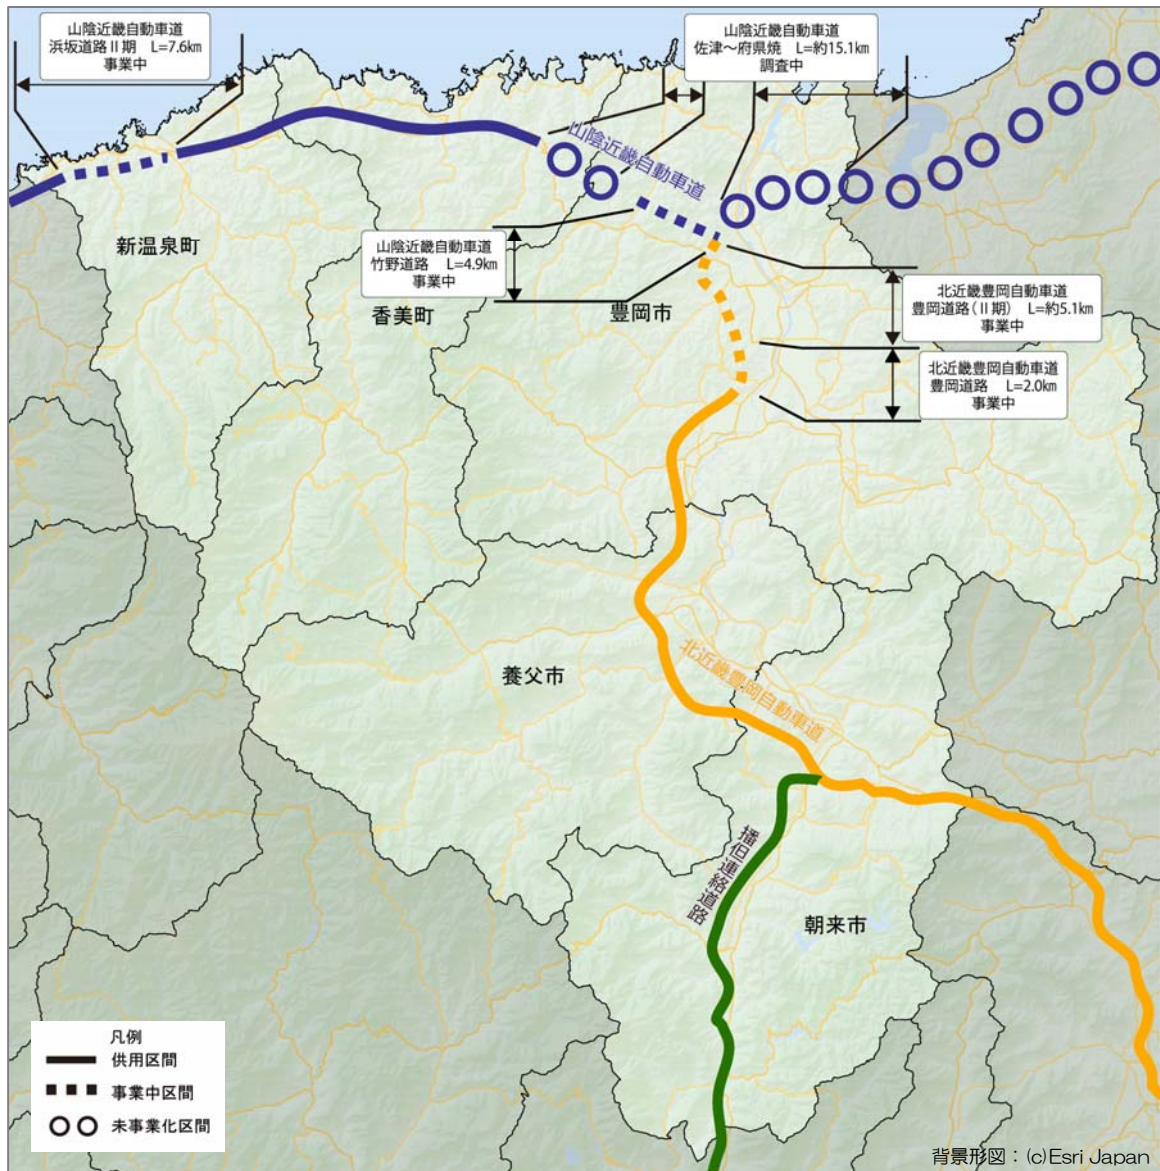 山陰近畿自動車道
浜坂道路Ⅱ期 L=7.6km
事業中
山陰近畿自動車道
佐津～府県焼 L=約15.1km
調査中
山陰近畿自動車道
新温泉町
山陰近畿自動車道
竹野道路 L=4.9km
事業中
香美町
豊岡市
北近畿豊岡自動車道
豊岡道路(Ⅱ期) L=約5.1km
事業中
北近畿豊岡自動車道
豊岡道路 L=2.0km
事業中
養父市
北近畿豊岡自動車道
播但連絡道路
朝来市
凡例
供用区間
事業中区間
未事業化区間
背景形図：(c)Esri Japan